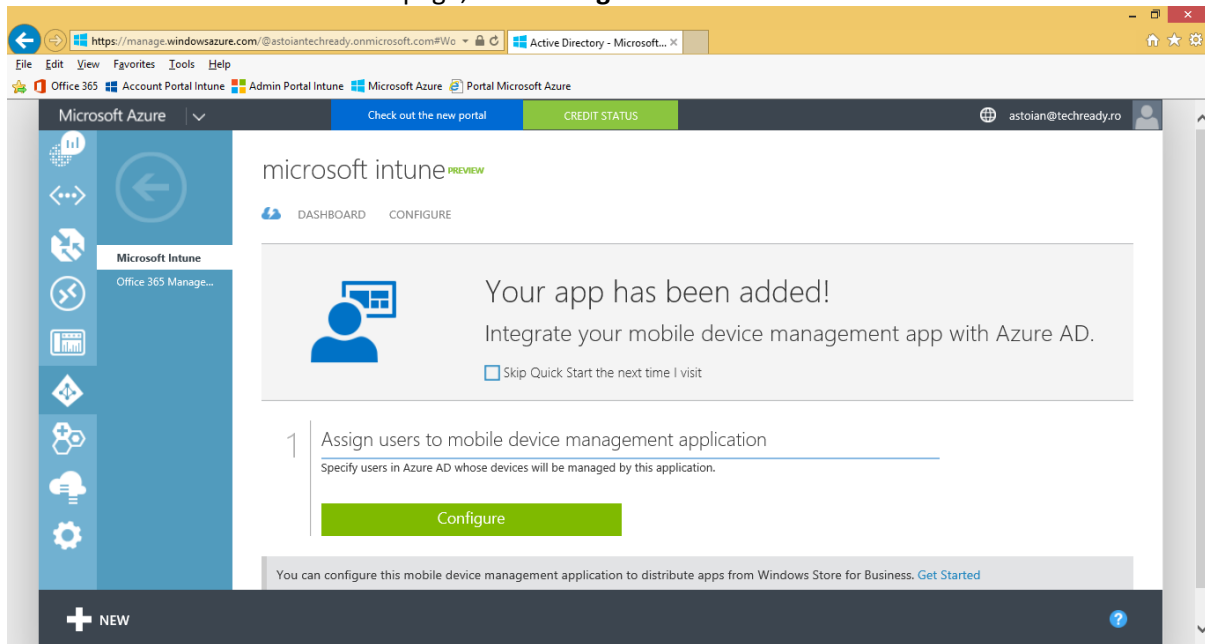 https://manage.windowsazure.com/@astoiantechready.onmicrosoft.com#Wo
Active Directory - Microsoft...
File Edit View Favorites Tools Help
Office 365 Account Portal Intune Admin Portal Intune Microsoft Azure Portal Microsoft Azure
Microsoft Azure Check out the new portal CREDIT STATUS astoian@techready.ro
microsoft intune PREVIEW
DASHBOARD CONFIGURE
Microsoft Intune
Office 365 Manage...
Your app has been added!
Integrate your mobile device management app with Azure AD.
Skip Quick Start the next time I visit
1 Assign users to mobile device management application
Specify users in Azure AD whose devices will be managed by this application.
Configure
You can configure this mobile device management application to distribute apps from Windows Store for Business. Get Started
NEW